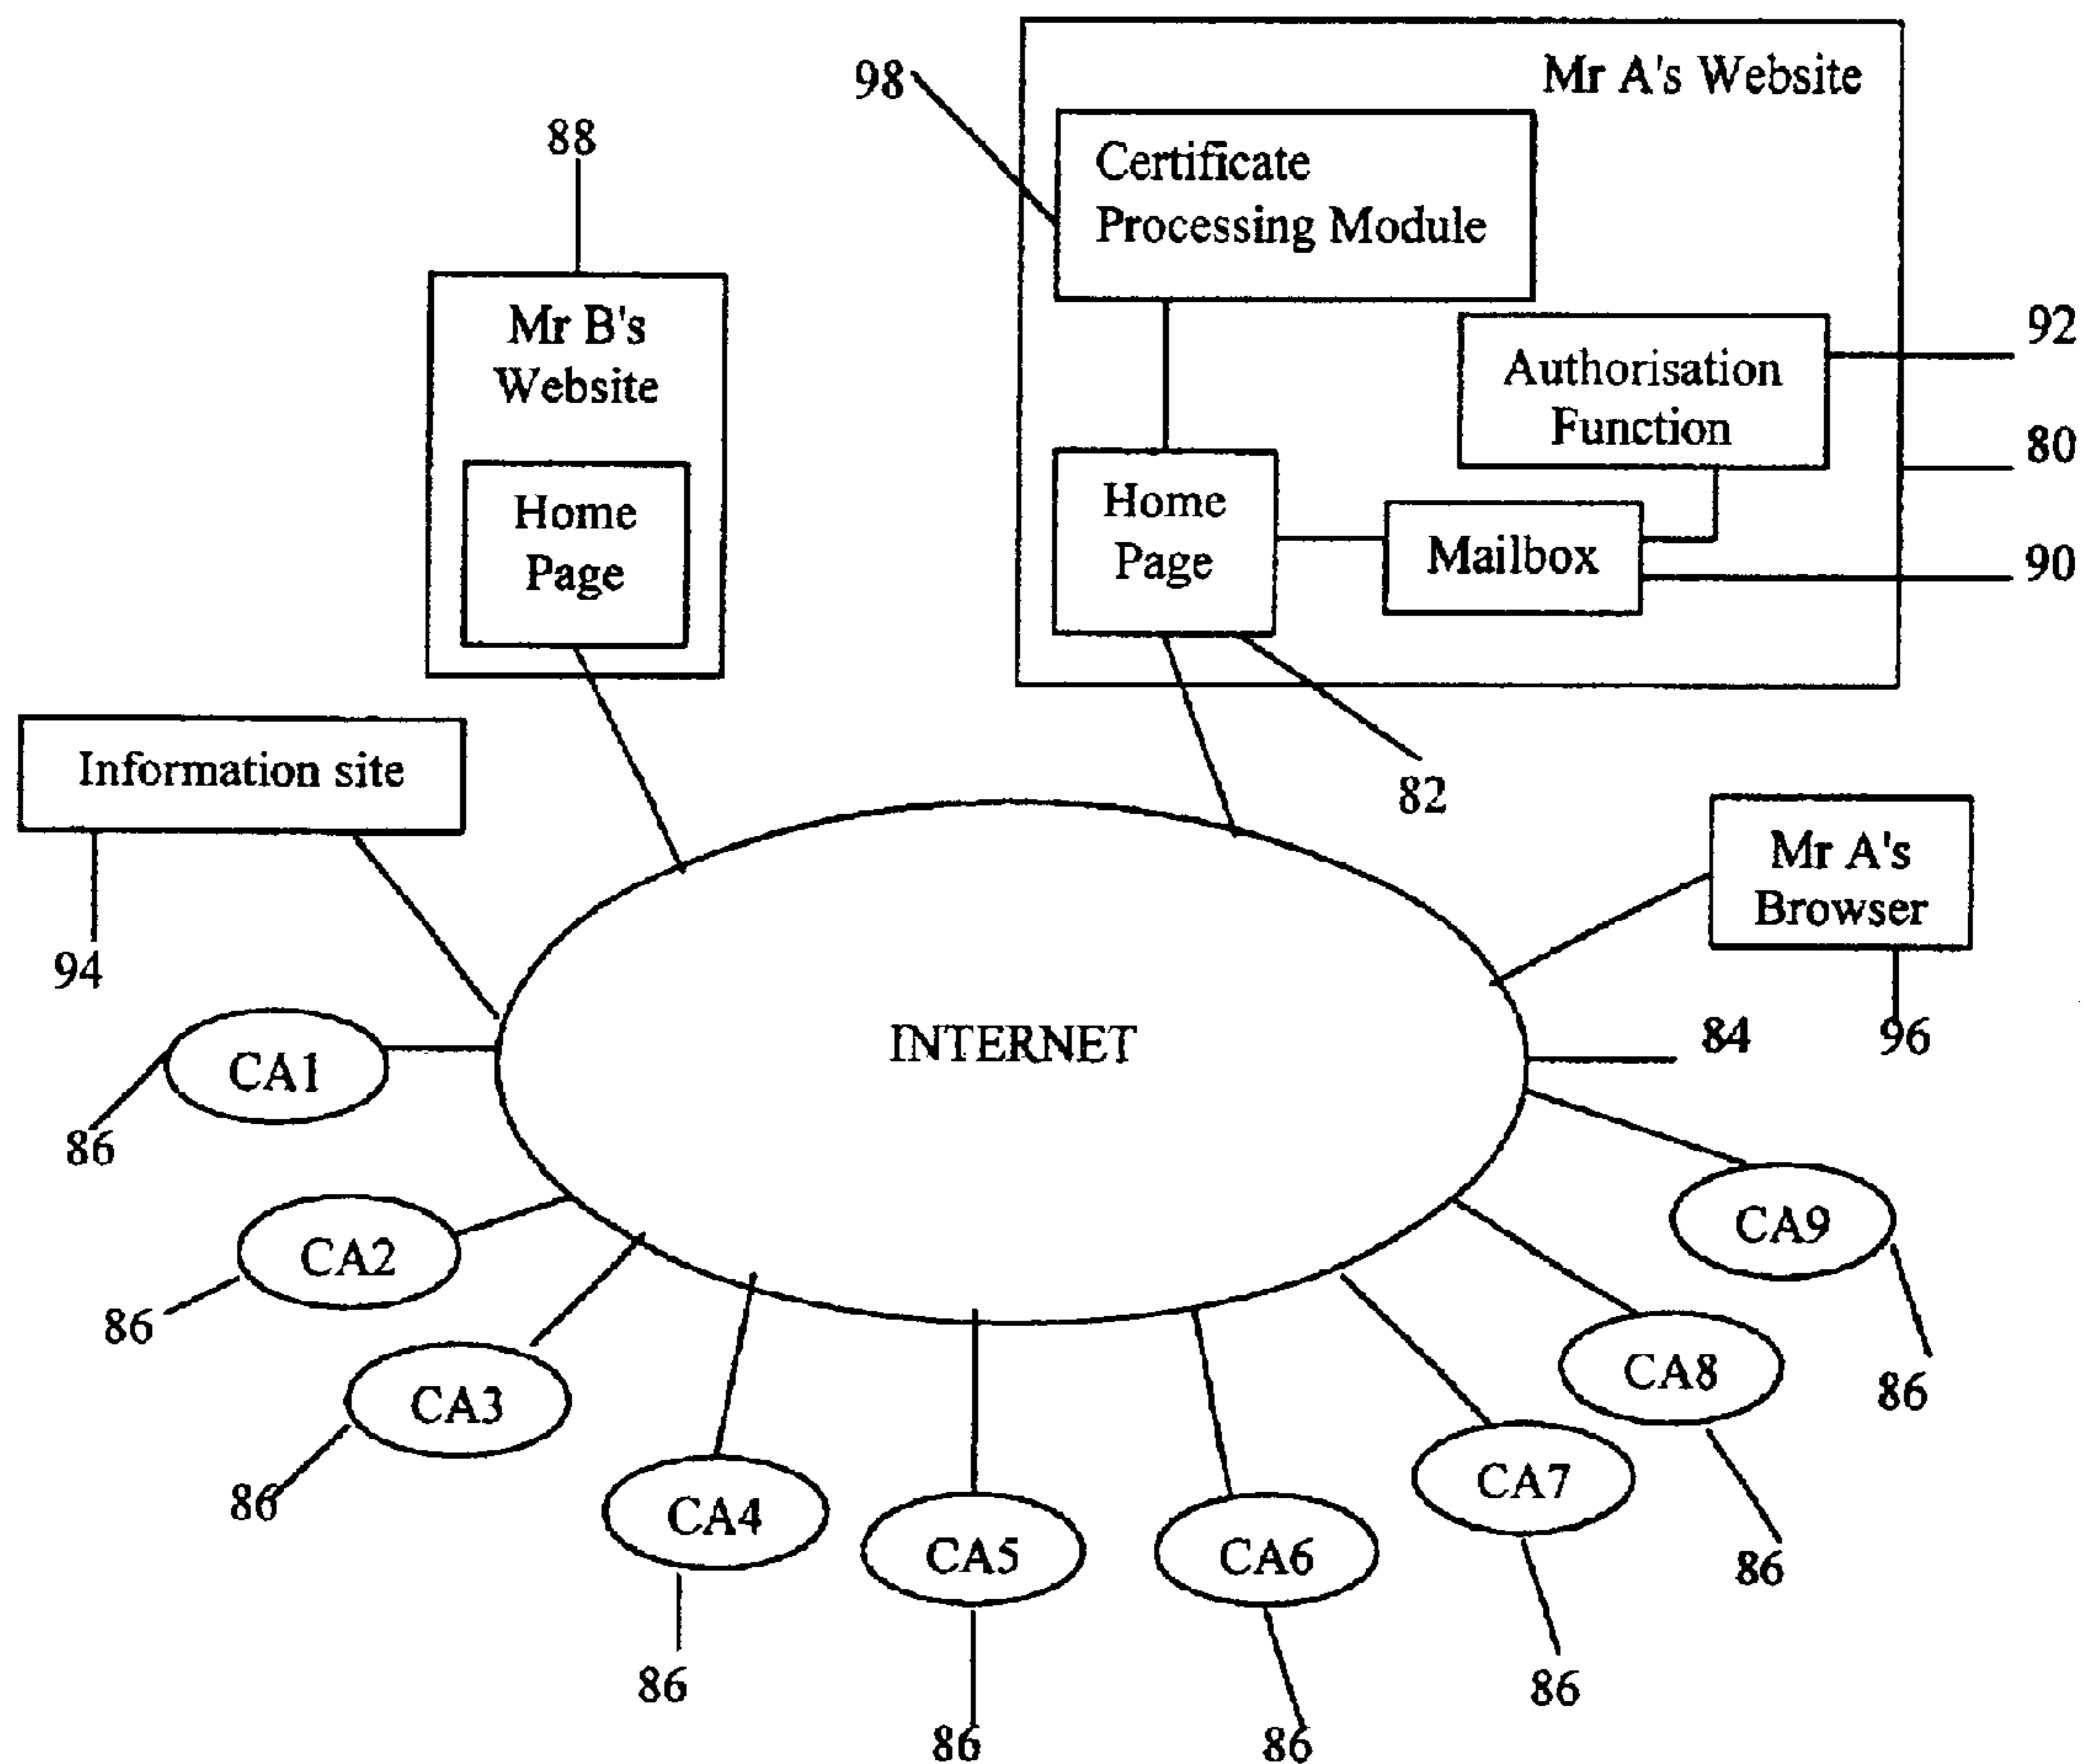 98
Mr A's Website
Certificate
Processing Module
88
Mr B's
Website
Home
Page
92
Authorisation
Function
80
Home
Page
Mailbox
90
Information site
82
Mr A's
Browser
94
INTERNET
84
96
CA1
86
CA2
86
CA3
86
CA4
86
CA5
86
CA6
86
CA7
86
CA8
86
CA9
86